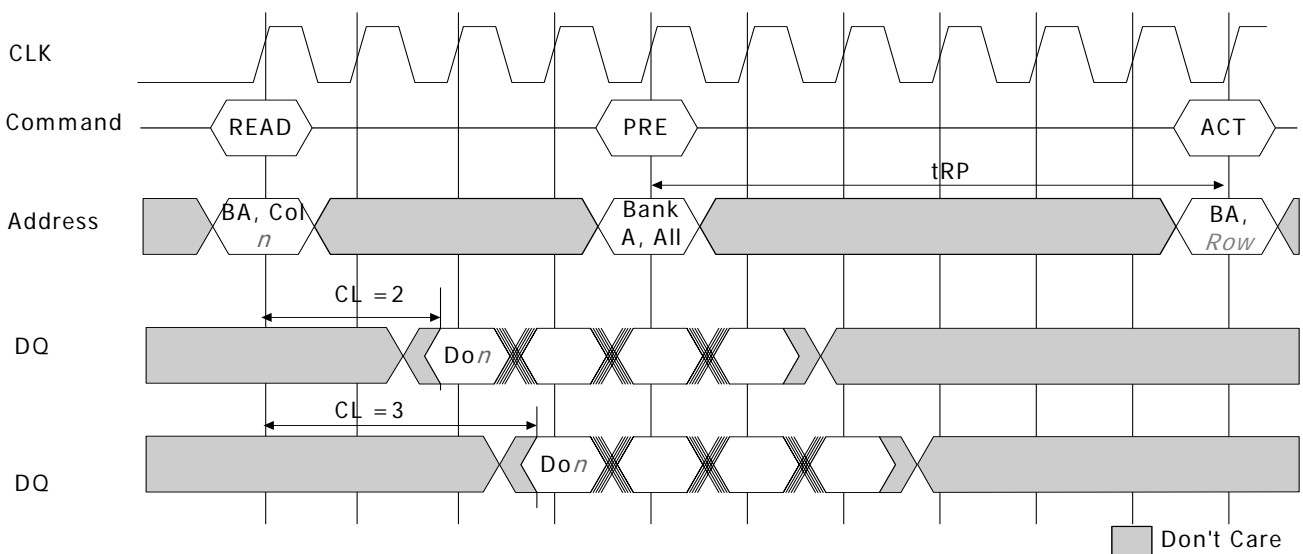 CLK
Command
READ
PRE
ACT
tRP
Address
BA, Col
n
Bank
A, All
BA,
Row
CL =2
DQ
Don
CL =3
DQ
Don
Don't Care